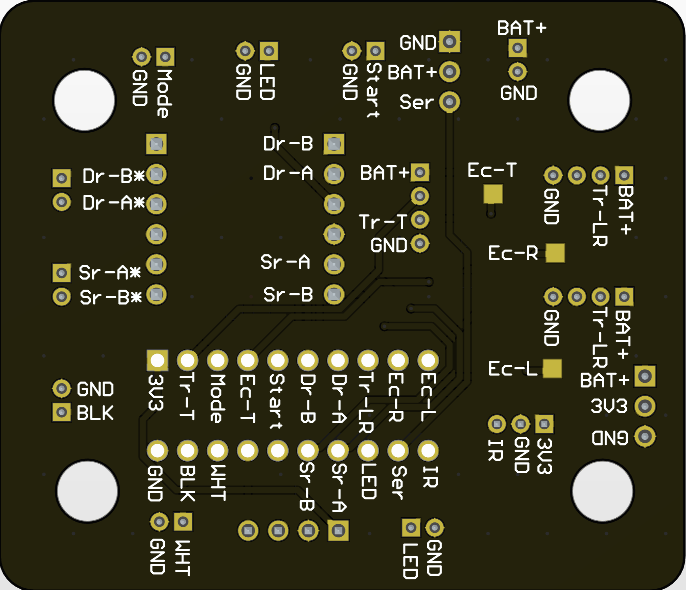 BAT+
GND
GND
Mode
GND
LED
GND
Start
GND
BAT+
Ser
Dr-B*
Dr-A*
Sr-A*
Sr-B*
Dr-B
Dr-A
Sr-A
Sr-B
BAT+
Tr-T
GND
Ec-T
Ec-R
Ec-L
GND
Tr-LR
BAT+
GND
Tr-LR
BAT+
BAT+
3V3
GND
IR
GND
3V3
GND
BLK
3V3
Tr-T
Mode
Ec-T
Start
Dr-B
Dr-A
Tr-LR
Ec-R
Ec-L
GND
BLK
WHT
Sr-B
Sr-A
LED
Ser
IR
GND
WHT
LED
GND